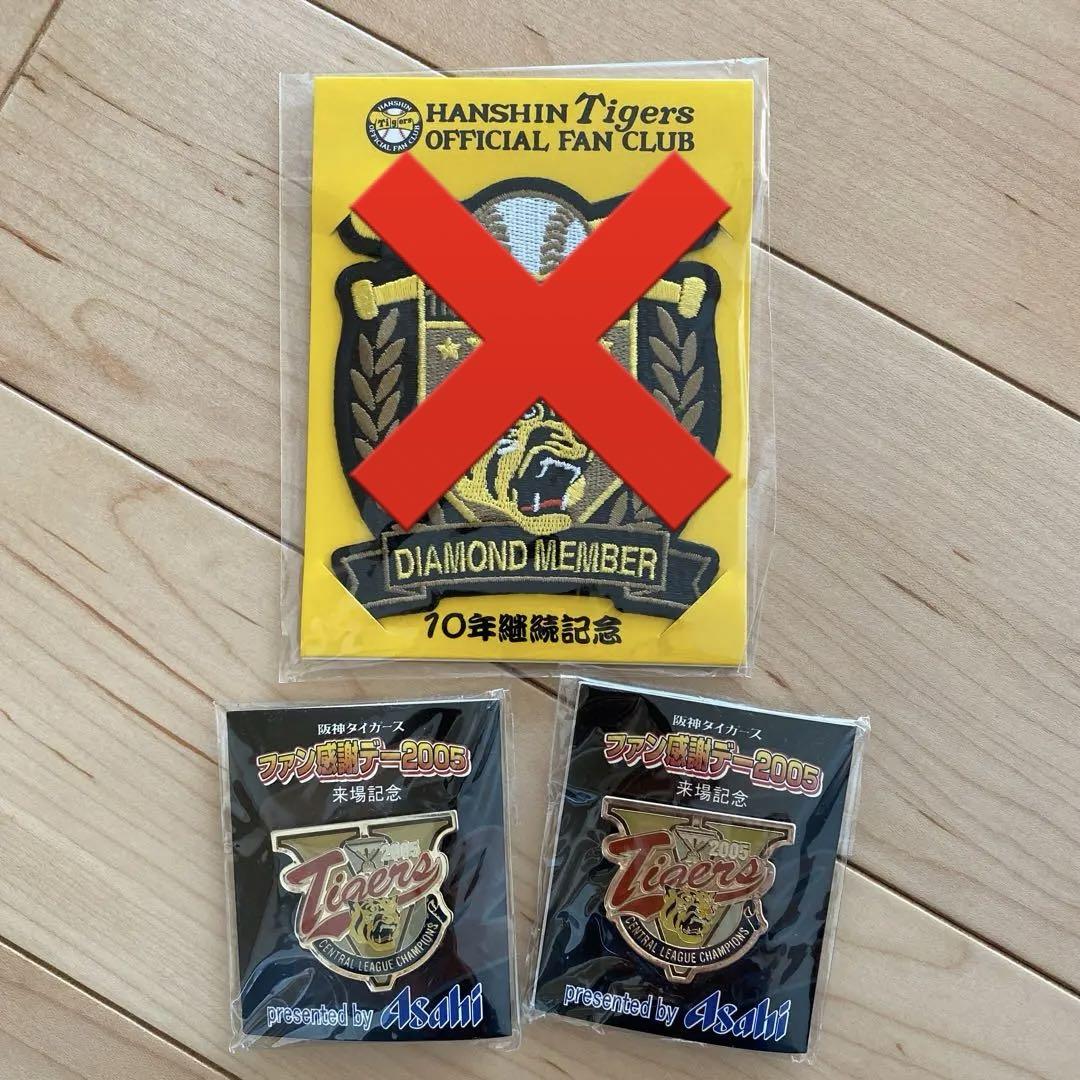 HANSHIN Tigers
OFFICIAL FAN CLUB
HANSHIN
Tigers
OFFICIAL FAN CLUB
DIAMOND MEMBER
10年継続記念
阪神タイガース
ファン感謝デー2005
来場記念
2005
Tigers
CENTRAL LEAGUE CHAMPIONS
presented by Asahi
阪神タイガース
ファン感謝デー2005
来場記念
2005
Tigers
CENTRAL LEAGUE CHAMPIONS
presented by Asahi